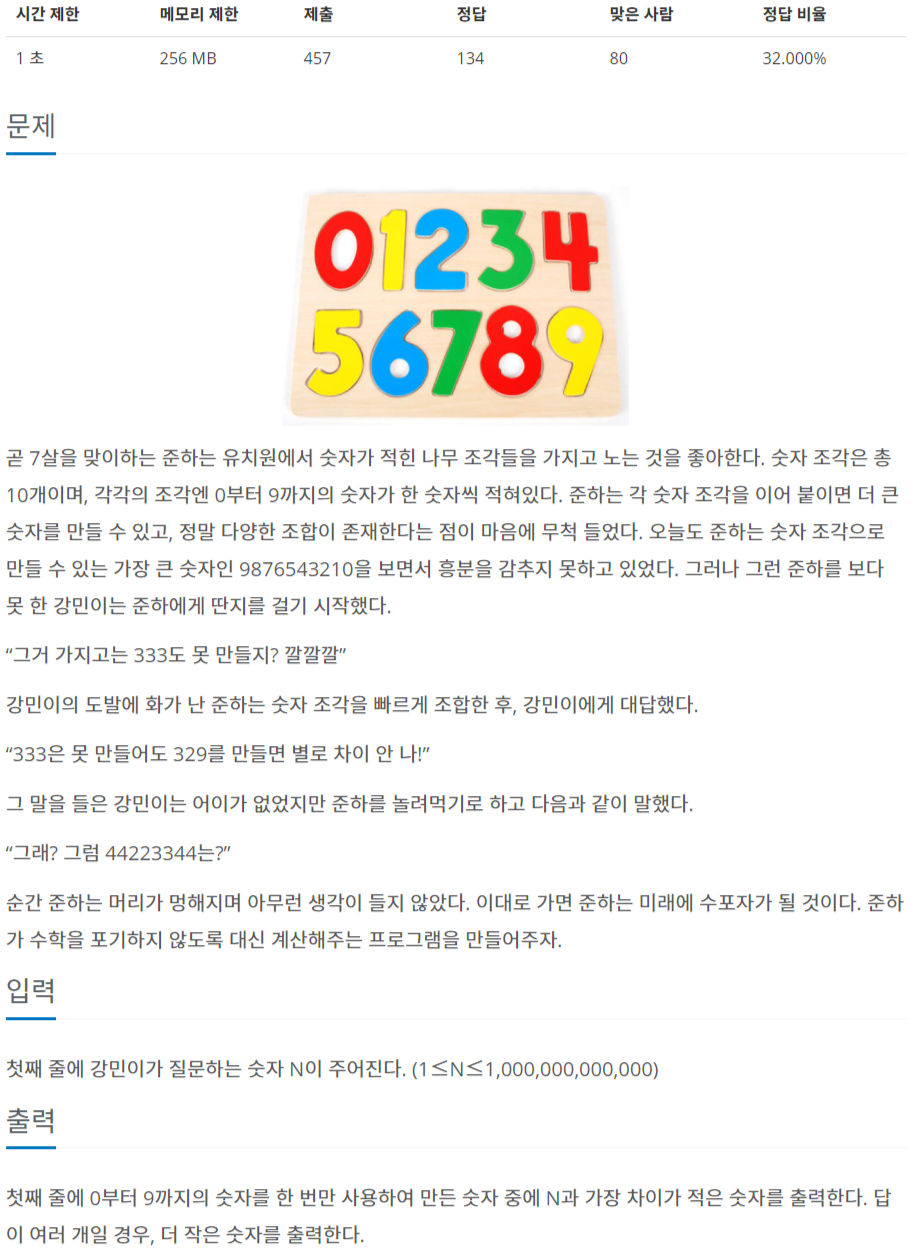 시간 제한 메모리 제한 제출 정답 맞은 사람 정답 비율
1 초 256 MB 457 134 80 32.000%
문제
0 1 2 3 4
5 6 7 8 9
곧 7살을 맞이하는 준하는 유치원에서 숫자가 적힌 나무 조각들을 가지고 노는 것을 좋아한다. 숫자 조각은 총
10개이며, 각각의 조각엔 0부터 9까지의 숫자가 한 숫자씩 적혀있다. 준하는 각 숫자 조각을 이어 붙이면 더 큰
숫자를 만들 수 있고, 정말 다양한 조합이 존재한다는 점이 마음에 무척 들었다. 오늘도 준하는 숫자 조각으로
만들 수 있는 가장 큰 숫자인 9876543210을 보면서 흥분을 감추지 못하고 있었다. 그러나 그런 준하를 보다
못 한 강민이는 준하에게 딴지를 걸기 시작했다.
“그거 가지고는 333도 못 만들지? 깔깔깔”
강민이의 도발에 화가 난 준하는 숫자 조각을 빠르게 조합한 후, 강민이에게 대답했다.
“333은 못 만들어도 329를 만들면 별로 차이 안 나!”
그 말을 들은 강민이는 어이가 없었지만 준하를 놀려먹기로 하고 다음과 같이 말했다.
“그래? 그럼 44223344는?”
순간 준하는 머리가 멍해지며 아무런 생각이 들지 않았다. 이대로 가면 준하는 미래에 수포자가 될 것이다. 준하
가 수학을 포기하지 않도록 대신 계산해주는 프로그램을 만들어주자.
입력
첫째 줄에 강민이가 질문하는 숫자 N이 주어진다. (1≤N≤1,000,000,000,000)
출력
첫째 줄에 0부터 9까지의 숫자를 한 번만 사용하여 만든 숫자 중에 N과 가장 차이가 적은 숫자를 출력한다. 답
이 여러 개일 경우, 더 작은 숫자를 출력한다.